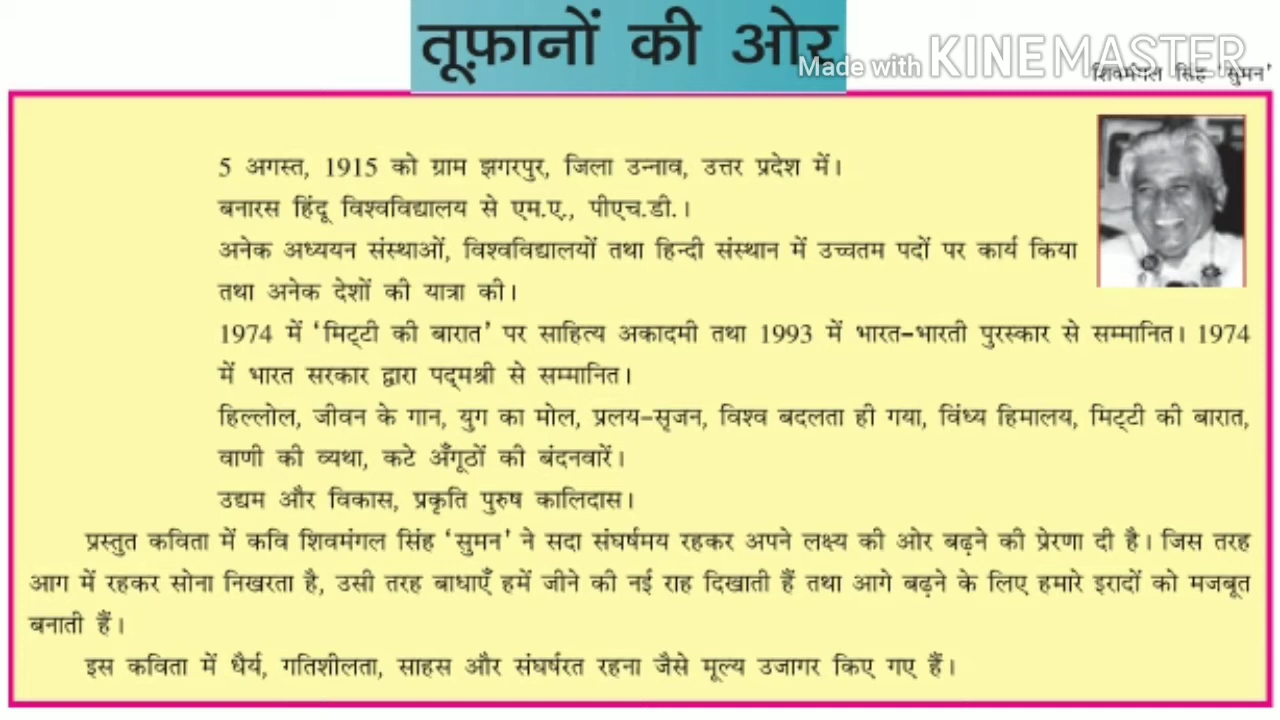 तूफ़ानों की ओर
Made with KINEMASTER
शिवमंगल सिंह 'सुमन'
5 अगस्त, 1915 को ग्राम झगरपुर, जिला उन्नाव, उत्तर प्रदेश में।
बनारस हिंदू विश्वविद्यालय से एम.ए., पीएच.डी.।
अनेक अध्ययन संस्थाओं, विश्वविद्यालयों तथा हिन्दी संस्थान में उच्चतम पदों पर कार्य किया
तथा अनेक देशों की यात्रा की।
1974 में 'मिट्टी की बारात' पर साहित्य अकादमी तथा 1993 में भारत-भारती पुरस्कार से सम्मानित। 1974
में भारत सरकार द्वारा पद्मश्री से सम्मानित।
हिल्लोल, जीवन के गान, युग का मोल, प्रलय-सृजन, विश्व बदलता ही गया, विंध्य हिमालय, मिट्टी की बारात,
वाणी की व्यथा, कटे अँगूठों की बंदनवारें।
उद्यम और विकास, प्रकृति पुरुष कालिदास।
प्रस्तुत कविता में कवि शिवमंगल सिंह 'सुमन' ने सदा संघर्षमय रहकर अपने लक्ष्य की ओर बढ़ने की प्रेरणा दी है। जिस तरह
आग में रहकर सोना निखरता है, उसी तरह बाधाएँ हमें जीने की नई राह दिखाती हैं तथा आगे बढ़ने के लिए हमारे इरादों को मजबूत
बनाती हैं।
इस कविता में धैर्य, गतिशीलता, साहस और संघर्षरत रहना जैसे मूल्य उजागर किए गए हैं।